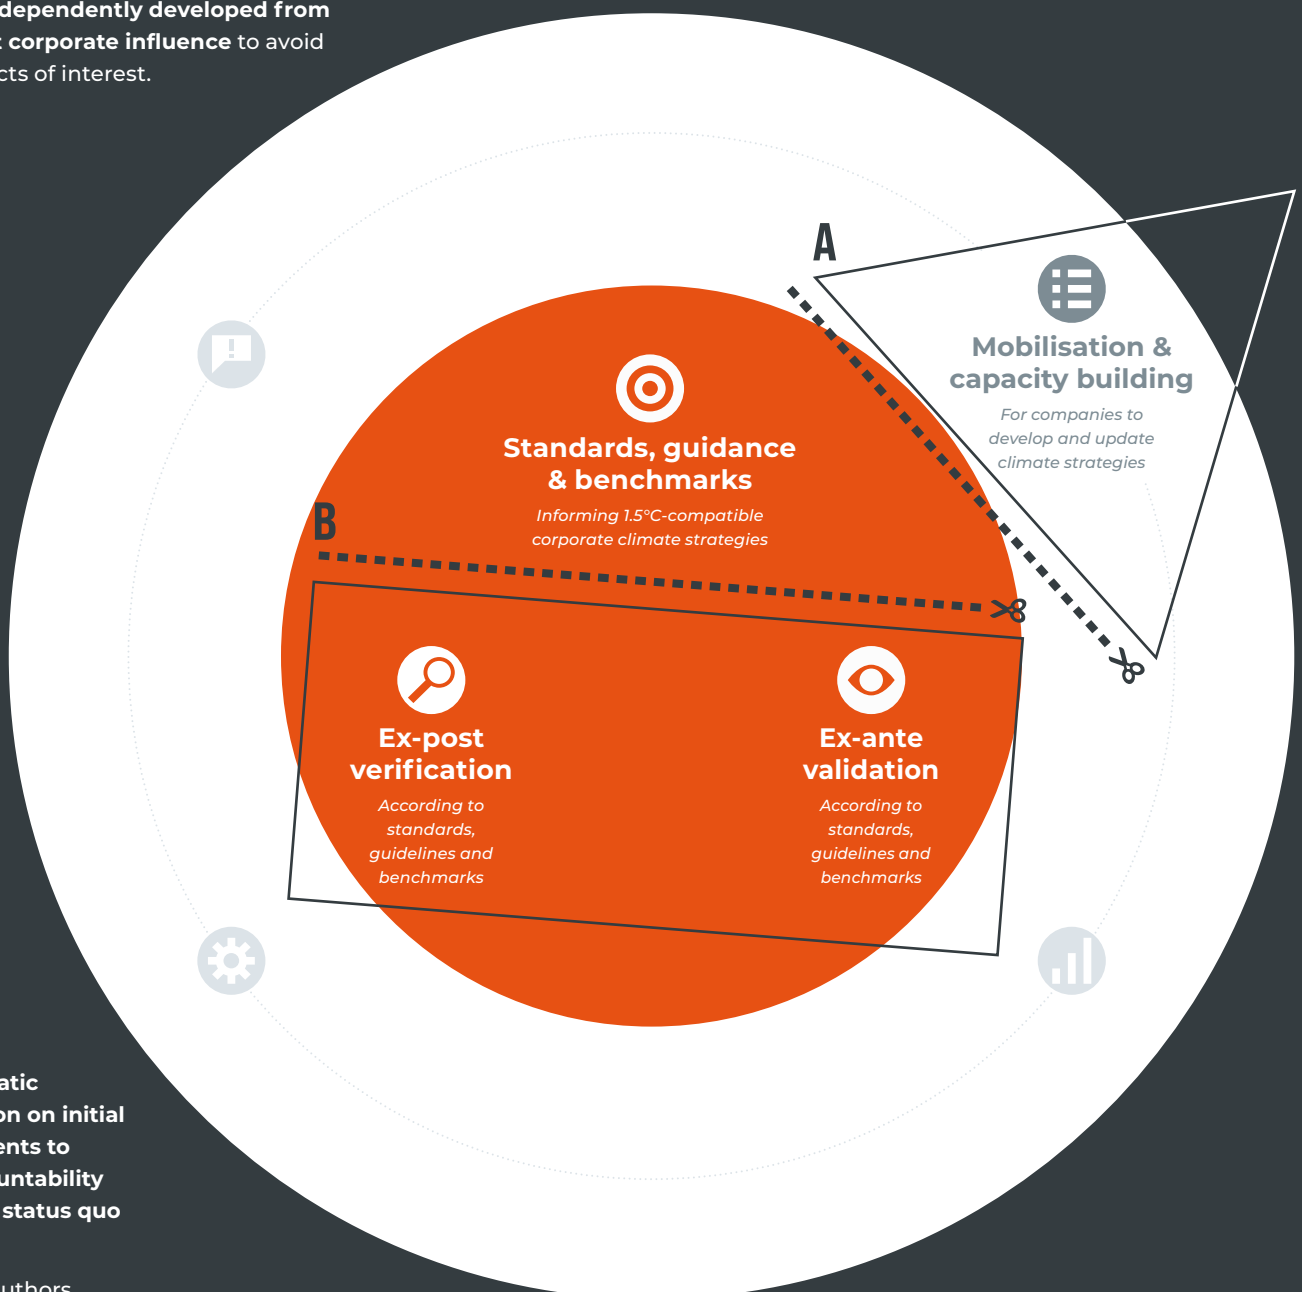 dependently developed from
corporate influence to avoid
cts of interest.
A
Mobilisation &
capacity building
For companies to
develop and update
climate strategies
Standards, guidance
& benchmarks
Informing 1.5°C-compatible
corporate climate strategies
B
Ex-post
verification
According to
standards,
guidelines and
benchmarks
Ex-ante
validation
According to
standards,
guidelines and
benchmarks
atic
on on initial
ents to
untability
status quo
uthors